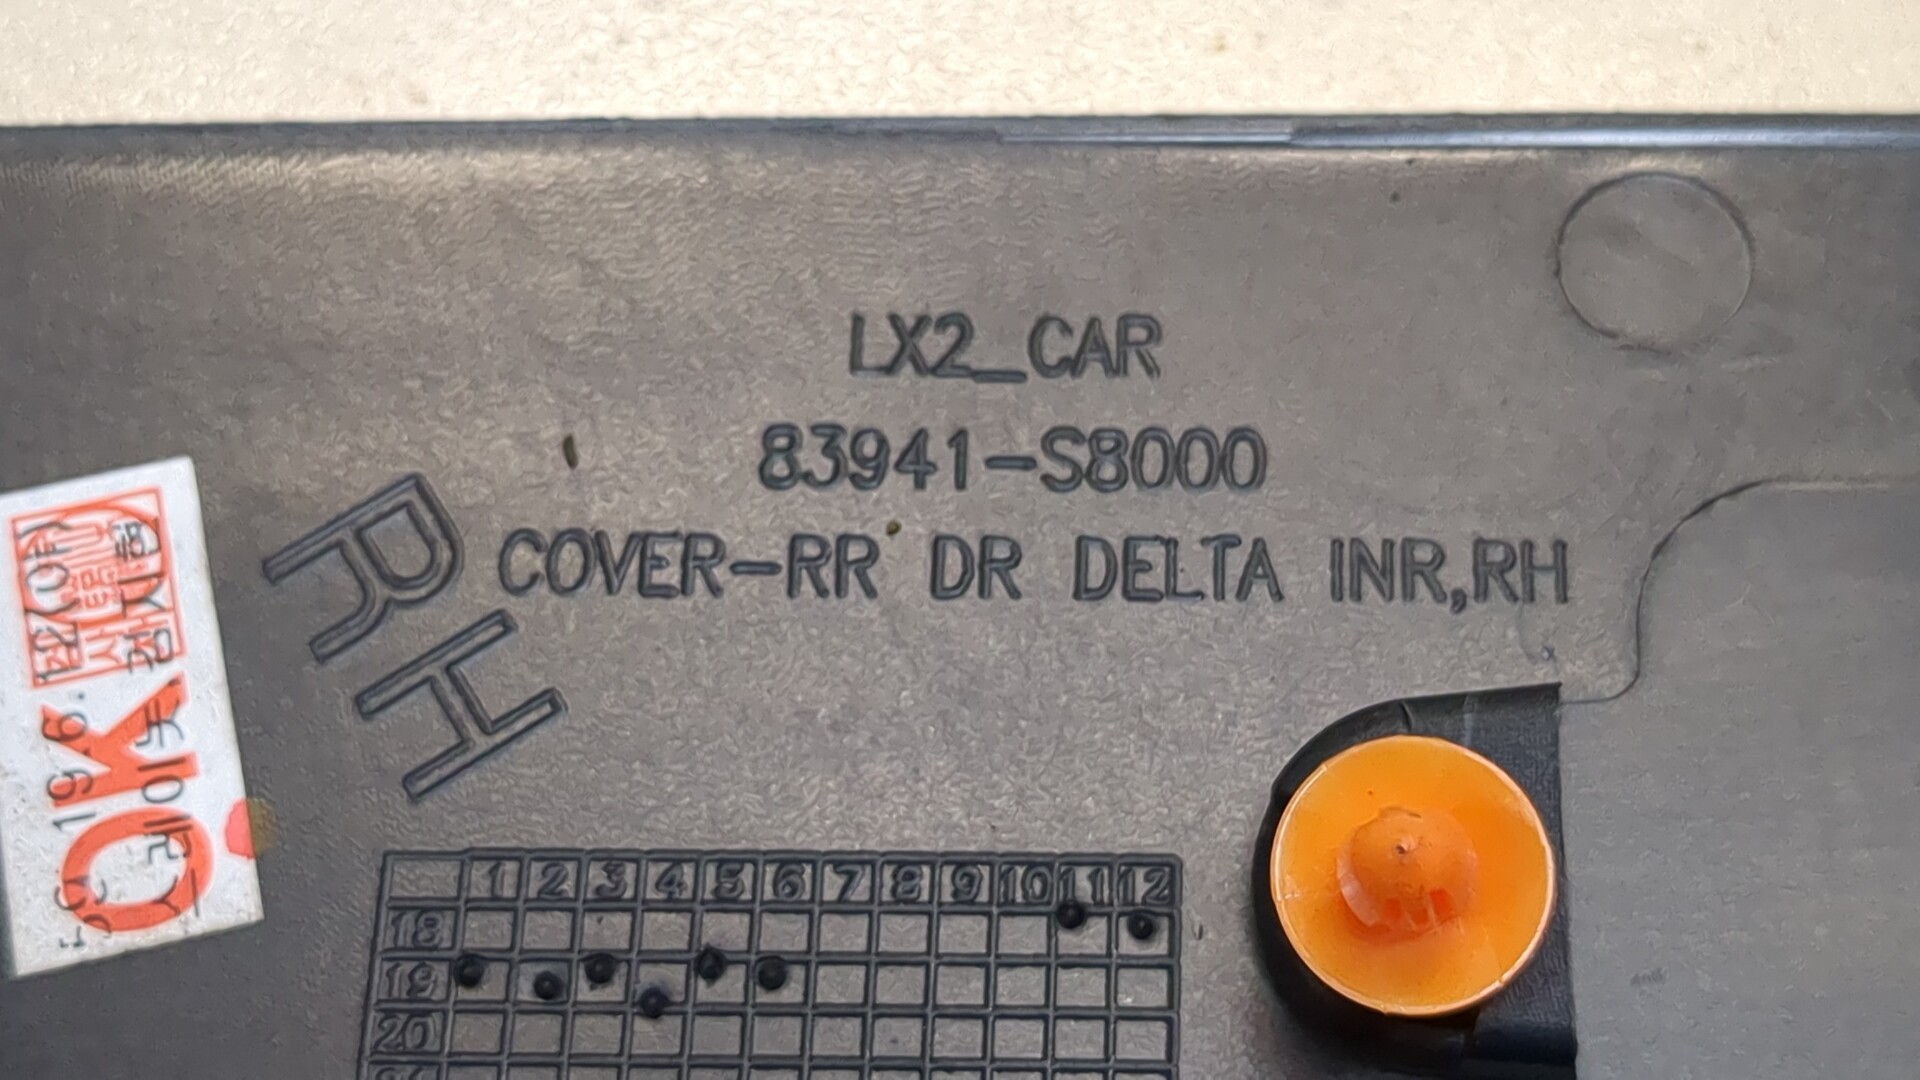 LX2_CAR
83941-S8000
COVER-RR DR DELTA INR,RH
RH
OK
1 2 3 4 5 6 7 8 9 10 11 12
18
19
20